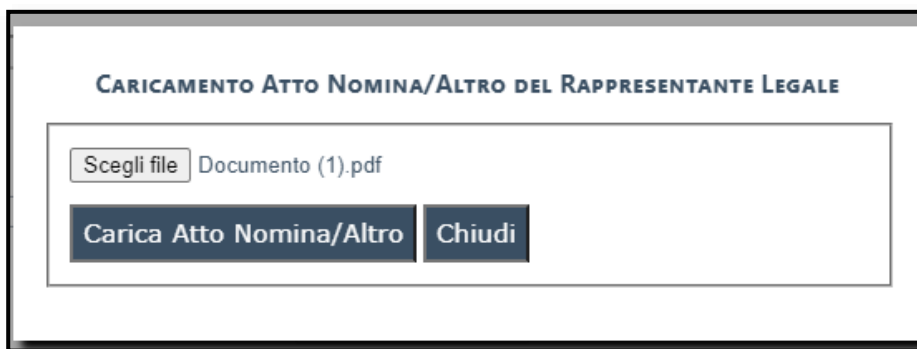 Caricamento Atto Nomina/Altro del Rappresentante Legale
Scegli file Documento (1).pdf
Carica Atto Nomina/Altro Chiudi